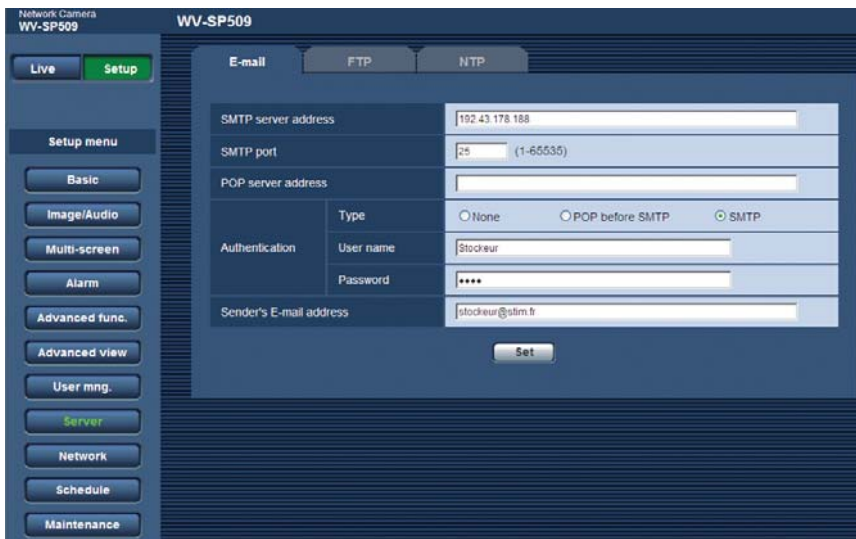 Network Camera
WV-SP509
WV-SP509
Live
Setup
Setup menu
Basic
Image/Audio
Multi-screen
Alarm
Advanced func.
Advanced view
User mng.
Server
Network
Schedule
Maintenance
E-mail
FTP
NTP
SMTP server address
192.43.178.188
SMTP port
25 (1-65535)
POP server address
Authentication
Type
None
POP before SMTP
SMTP
User name
Stockeur
Password
••••
Sender's E-mail address
stockeur@stim.fr
Set